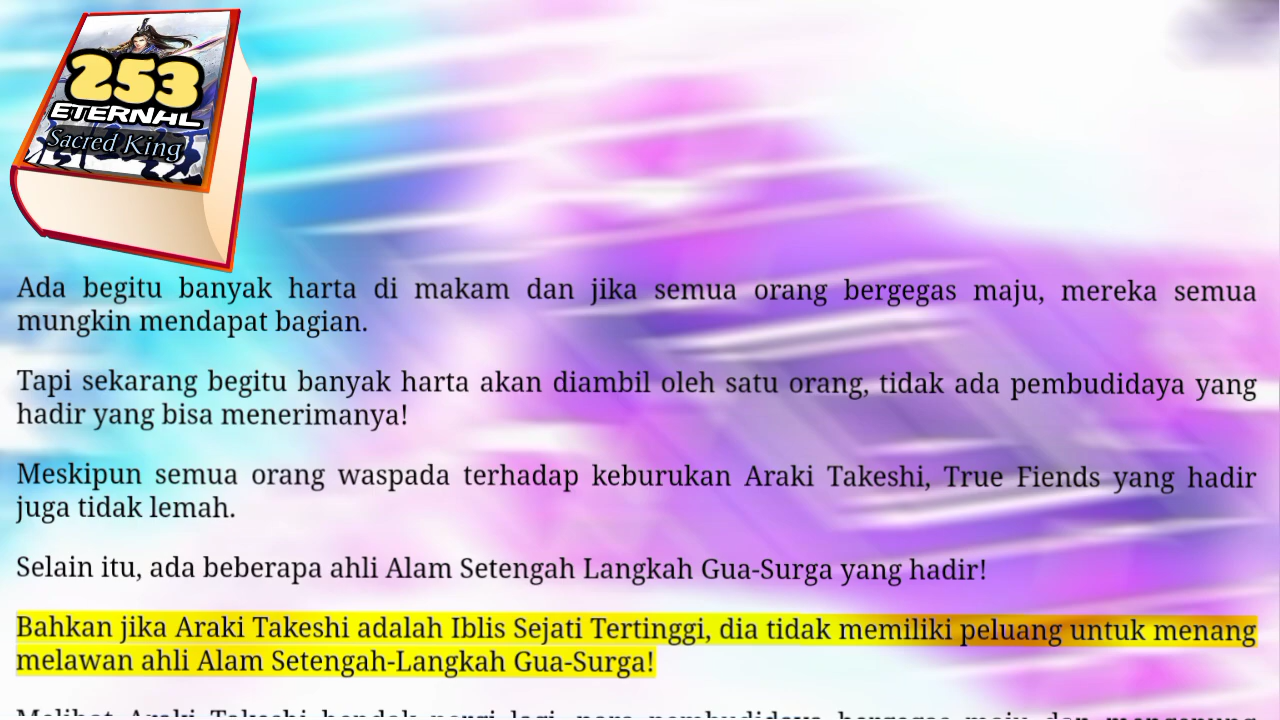 253
ETERNAL
Sacred King
Ada begitu banyak harta di makam dan jika semua orang bergegas maju, mereka semua
mungkin mendapat bagian.
Tapi sekarang begitu banyak harta akan diambil oleh satu orang, tidak ada pembudidaya yang
hadir yang bisa menerimanya!
Meskipun semua orang waspada terhadap keburukan Araki Takeshi, True Fiends yang hadir
juga tidak lemah.
Selain itu, ada beberapa ahli Alam Setengah Langkah Gua-Surga yang hadir!
Bahkan jika Araki Takeshi adalah Iblis Sejati Tertinggi, dia tidak memiliki peluang untuk menang
melawan ahli Alam Setengah-Langkah Gua-Surga!